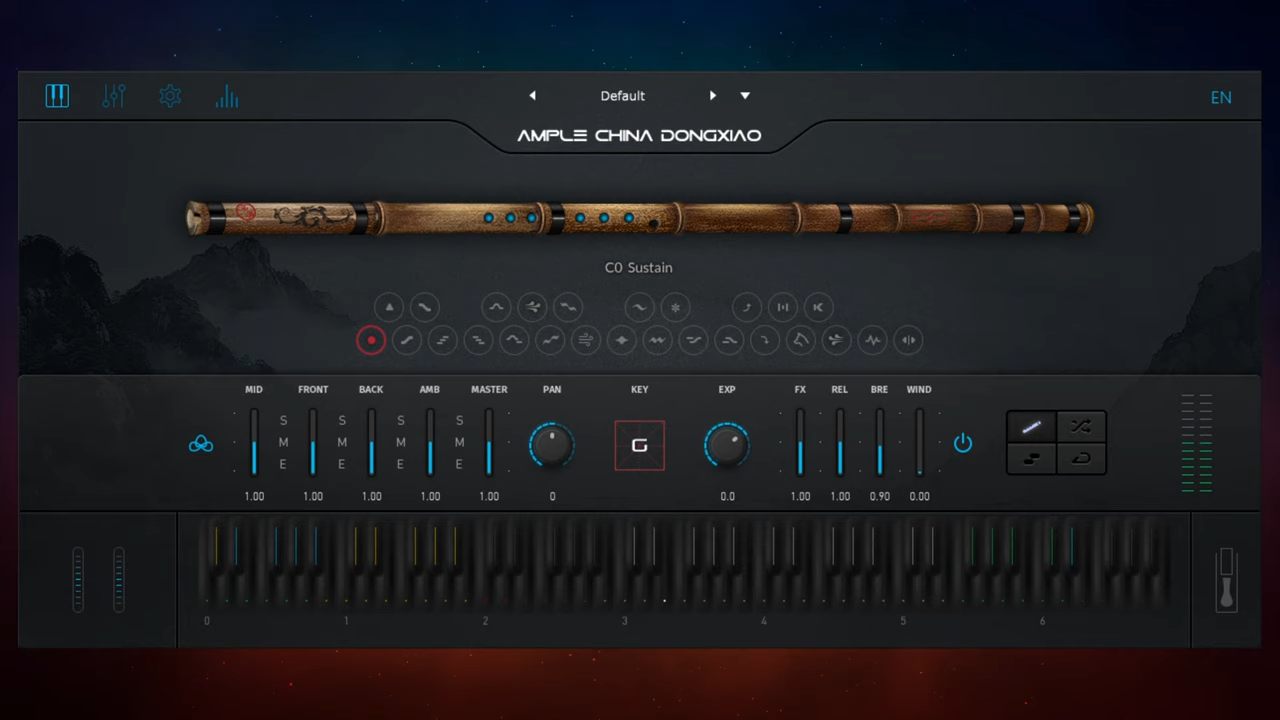 Default
EN
AMPLE CHINA DONGXIAO
C0 Sustain
MID FRONT BACK AMB MASTER PAN KEY EXP FX REL BRE WIND
S S S S
M M M M
G
E E E E
1.00 1.00 1.00 1.00 1.00 0 0.0 1.00 1.00 0.90 0.00
0 1 2 3 4 5 6